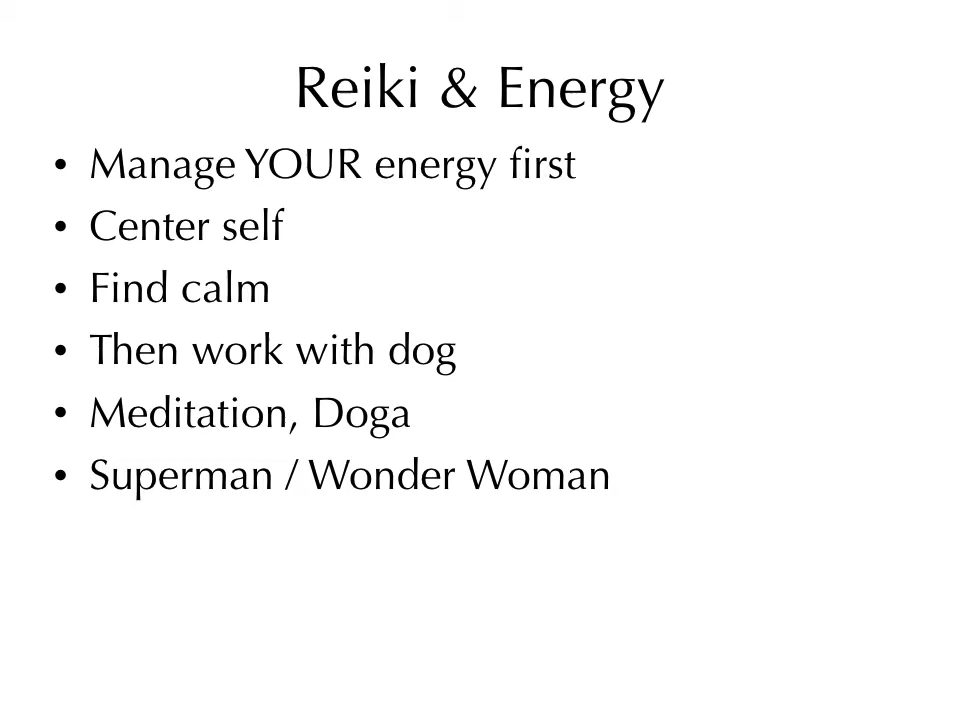 Reiki & Energy
• Manage YOUR energy first
• Center self
• Find calm
• Then work with dog
• Meditation, Doga
• Superman / Wonder Woman